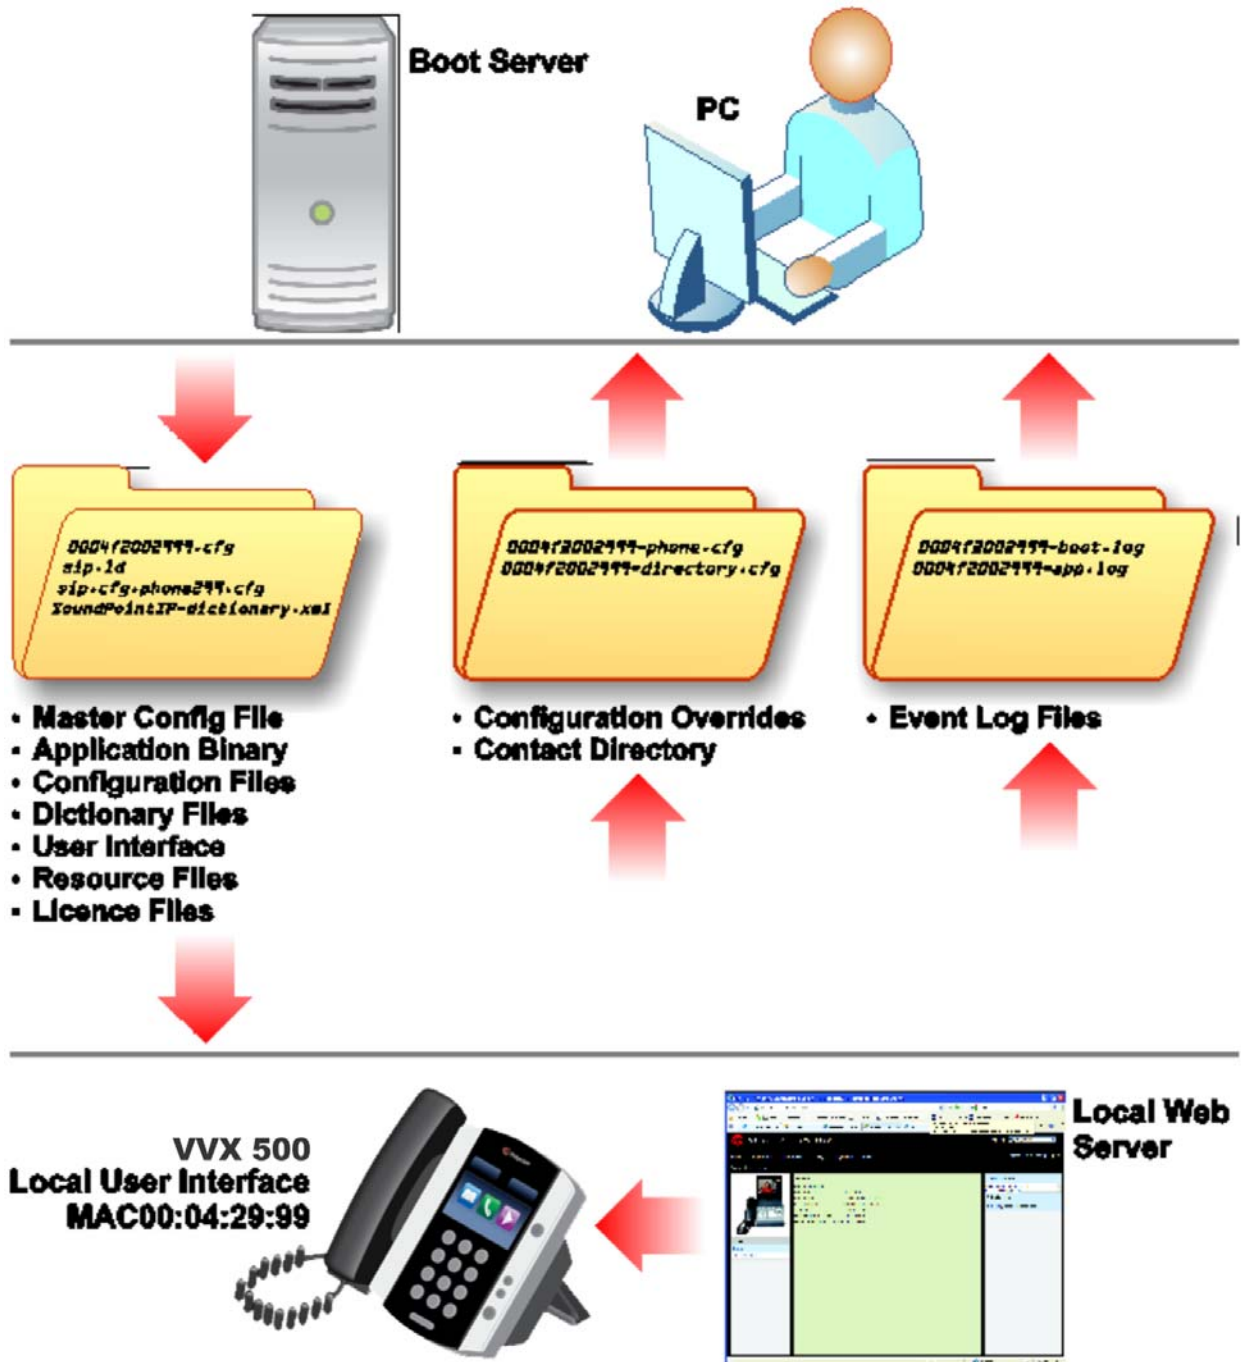 Boot Server
PC
0004f2002999.cfg
sip.ld
sip.cfg.phone299.cfg
SoundPointIP-dictionary.xml
0004f2002999-phone.cfg
0004f2002999-directory.cfg
0004f2002999-boot.log
0004f2002999-app.log
• Master Config File
• Application Binary
• Configuration Files
• Dictionary Files
• User Interface
• Resource Files
• Licence Files
• Configuration Overrides
• Contact Directory
• Event Log Files
VVX 500
Local User Interface
MAC00:04:29:99
Local Web
Server